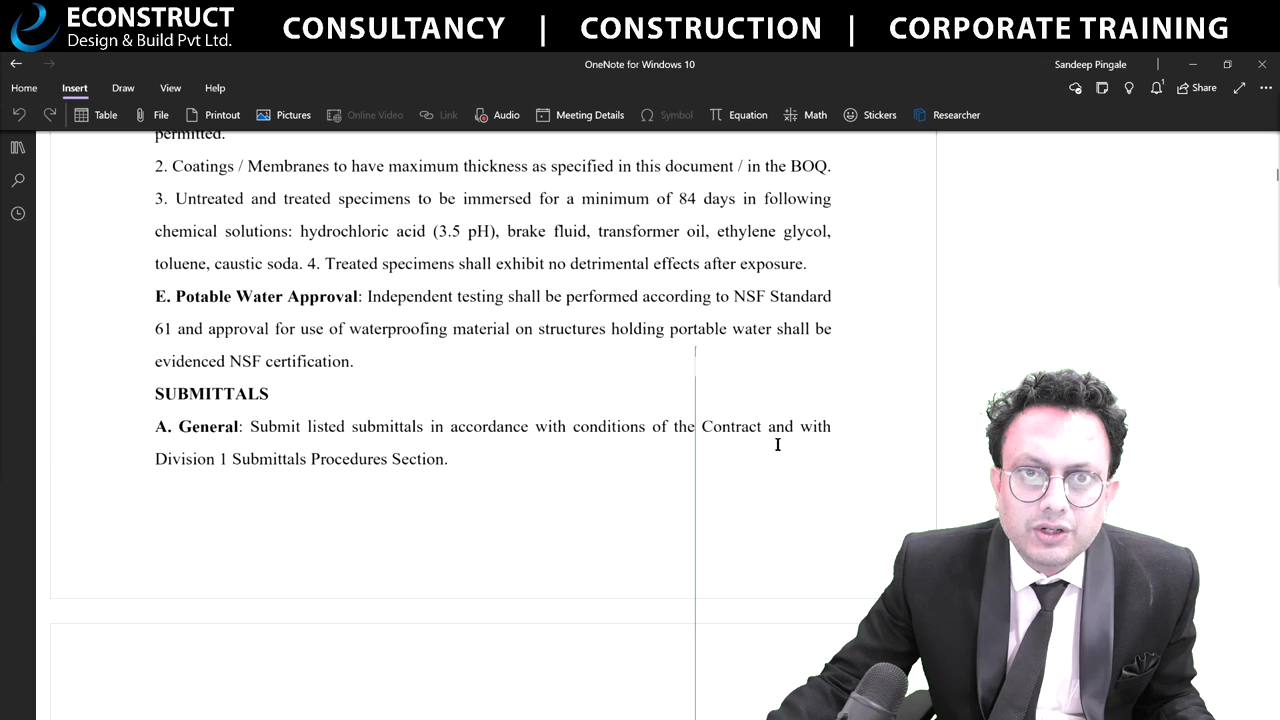 ECONSTRUCT
Design & Build Pvt Ltd.
CONSULTANCY | CONSTRUCTION | CORPORATE TRAINING
OneNote for Windows 10
Sandeep Pingale
Home Insert Draw View Help
1
Share
Table File Printout Pictures Online Video Link Audio Meeting Details Symbol Equation Math Stickers Researcher
permitted.
2. Coatings / Membranes to have maximum thickness as specified in this document / in the BOQ.
3. Untreated and treated specimens to be immersed for a minimum of 84 days in following
chemical solutions: hydrochloric acid (3.5 pH), brake fluid, transformer oil, ethylene glycol,
toluene, caustic soda. 4. Treated specimens shall exhibit no detrimental effects after exposure.
E. Potable Water Approval: Independent testing shall be performed according to NSF Standard
61 and approval for use of waterproofing material on structures holding portable water shall be
evidenced NSF certification.
SUBMITTALS
A. General: Submit listed submittals in accordance with conditions of the Contract and with
Division 1 Submittals Procedures Section.